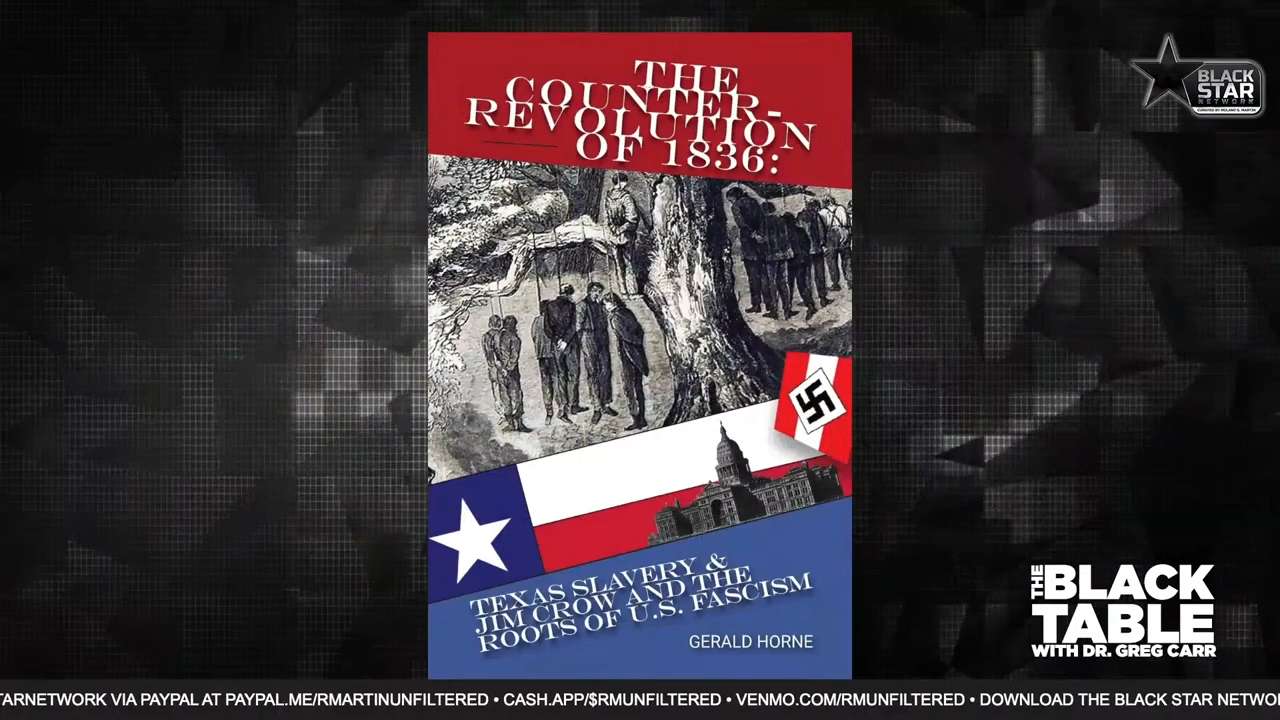 THE
COUNTER-
REVOLUTION
OF 1836:
TEXAS SLAVERY &
JIM CROW AND THE
ROOTS OF U.S. FASCISM
GERALD HORNE
BLACK
STAR
NETWORK
THE
BLACK
TABLE
WITH DR. GREG CARR
TARNETWORK VIA PAYPAL AT PAYPAL.ME/RMARTINUNFILTERED • CASH.APP/$RMUNFILTERED • VENMO.COM/RMUNFILTERED • DOWNLOAD THE BLACK STAR NETWO